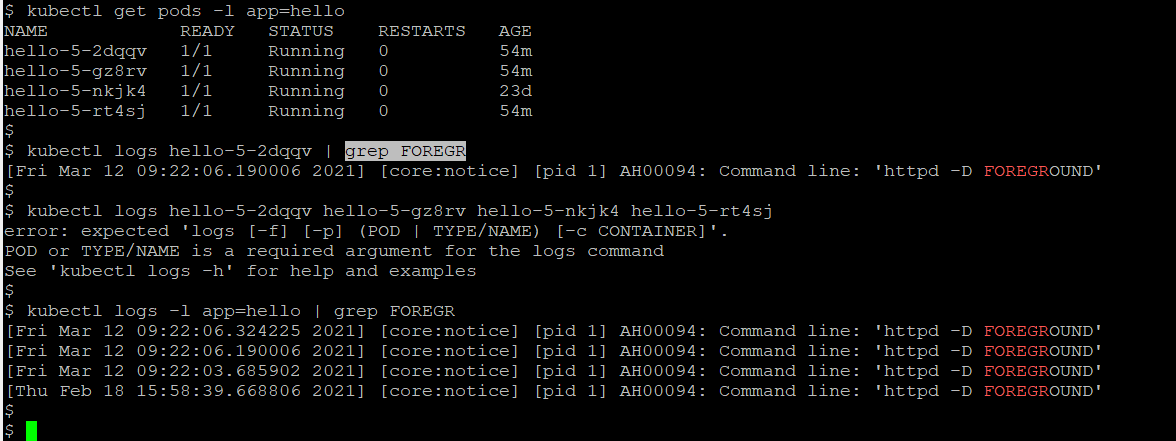 $ kubectl get pods -l app=hello
NAME            READY   STATUS    RESTARTS   AGE
hello-5-2dqqv   1/1     Running   0          54m
hello-5-gz8rv   1/1     Running   0          54m
hello-5-nkjk4   1/1     Running   0          23d
hello-5-rt4sj   1/1     Running   0          54m
$
$ kubectl logs hello-5-2dqqv | grep FOREGR
[Fri Mar 12 09:22:06.190006 2021] [core:notice] [pid 1] AH00094: Command line: 'httpd -D FOREGROUND'
$
$ kubectl logs hello-5-2dqqv hello-5-gz8rv hello-5-nkjk4 hello-5-rt4sj
error: expected 'logs [-f] [-p] (POD | TYPE/NAME) [-c CONTAINER]'.
POD or TYPE/NAME is a required argument for the logs command
See 'kubectl logs -h' for help and examples
$
$ kubectl logs -l app=hello | grep FOREGR
[Fri Mar 12 09:22:06.324225 2021] [core:notice] [pid 1] AH00094: Command line: 'httpd -D FOREGROUND'
[Fri Mar 12 09:22:06.190006 2021] [core:notice] [pid 1] AH00094: Command line: 'httpd -D FOREGROUND'
[Fri Mar 12 09:22:03.685902 2021] [core:notice] [pid 1] AH00094: Command line: 'httpd -D FOREGROUND'
[Thu Feb 18 15:58:39.668806 2021] [core:notice] [pid 1] AH00094: Command line: 'httpd -D FOREGROUND'
$
$